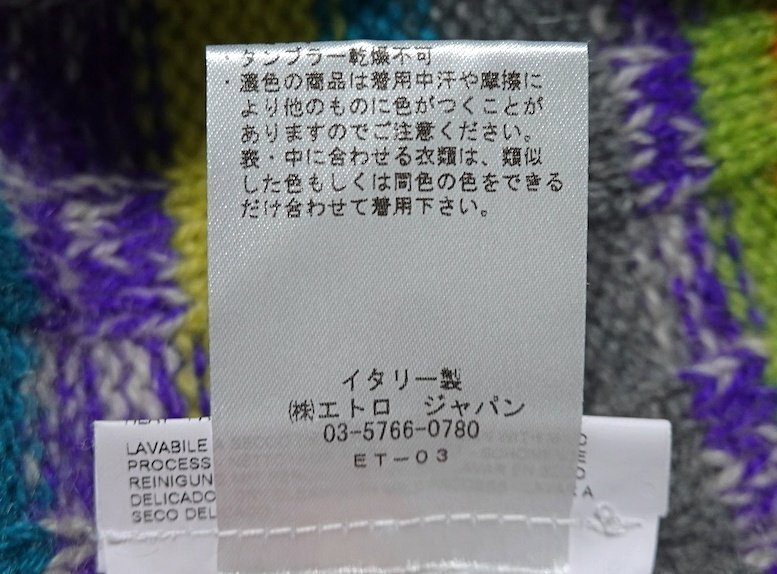 ・タンブラー乾燥不可
・濃色の商品は着用中汗や摩擦に
より他のものに色がつくことが
ありますのでご注意ください。
表・中に合わせる衣類は、類似
した色もしくは同色の色をできる
だけ合わせて着用下さい。
イタリー製
㈱エトロ ジャパン
03-5766-0780
ET-03
LAVABILE
PROCESS
REINIGUN
DELICADO
SECO DEL